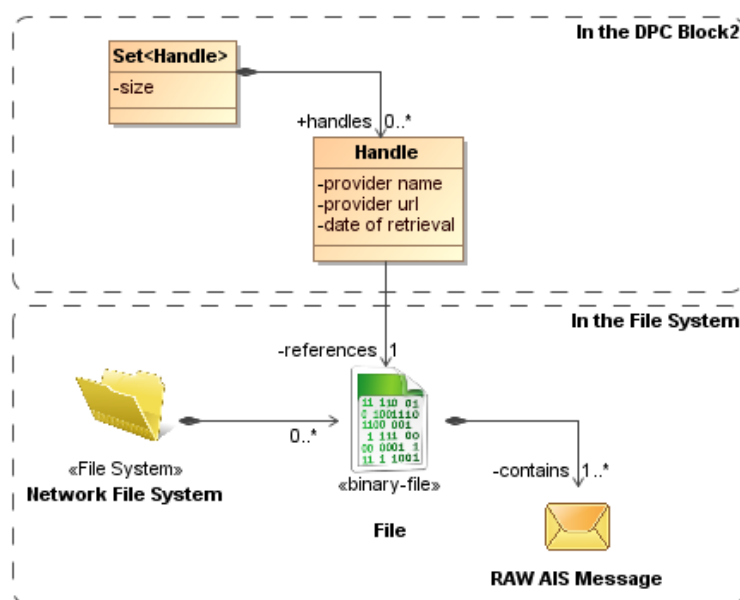 In the DPC Block2
Set<Handle>
-size
+handles 0..*
Handle
-provider name
-provider url
-date of retrieval
In the File System
-references 1
11 110 01
0 1001110
1100 001
1 111 00
00 0001 1
11 1 1001
0..*
«File System»
Network File System
«binary-file»
File
-contains 1..*
RAW AIS Message